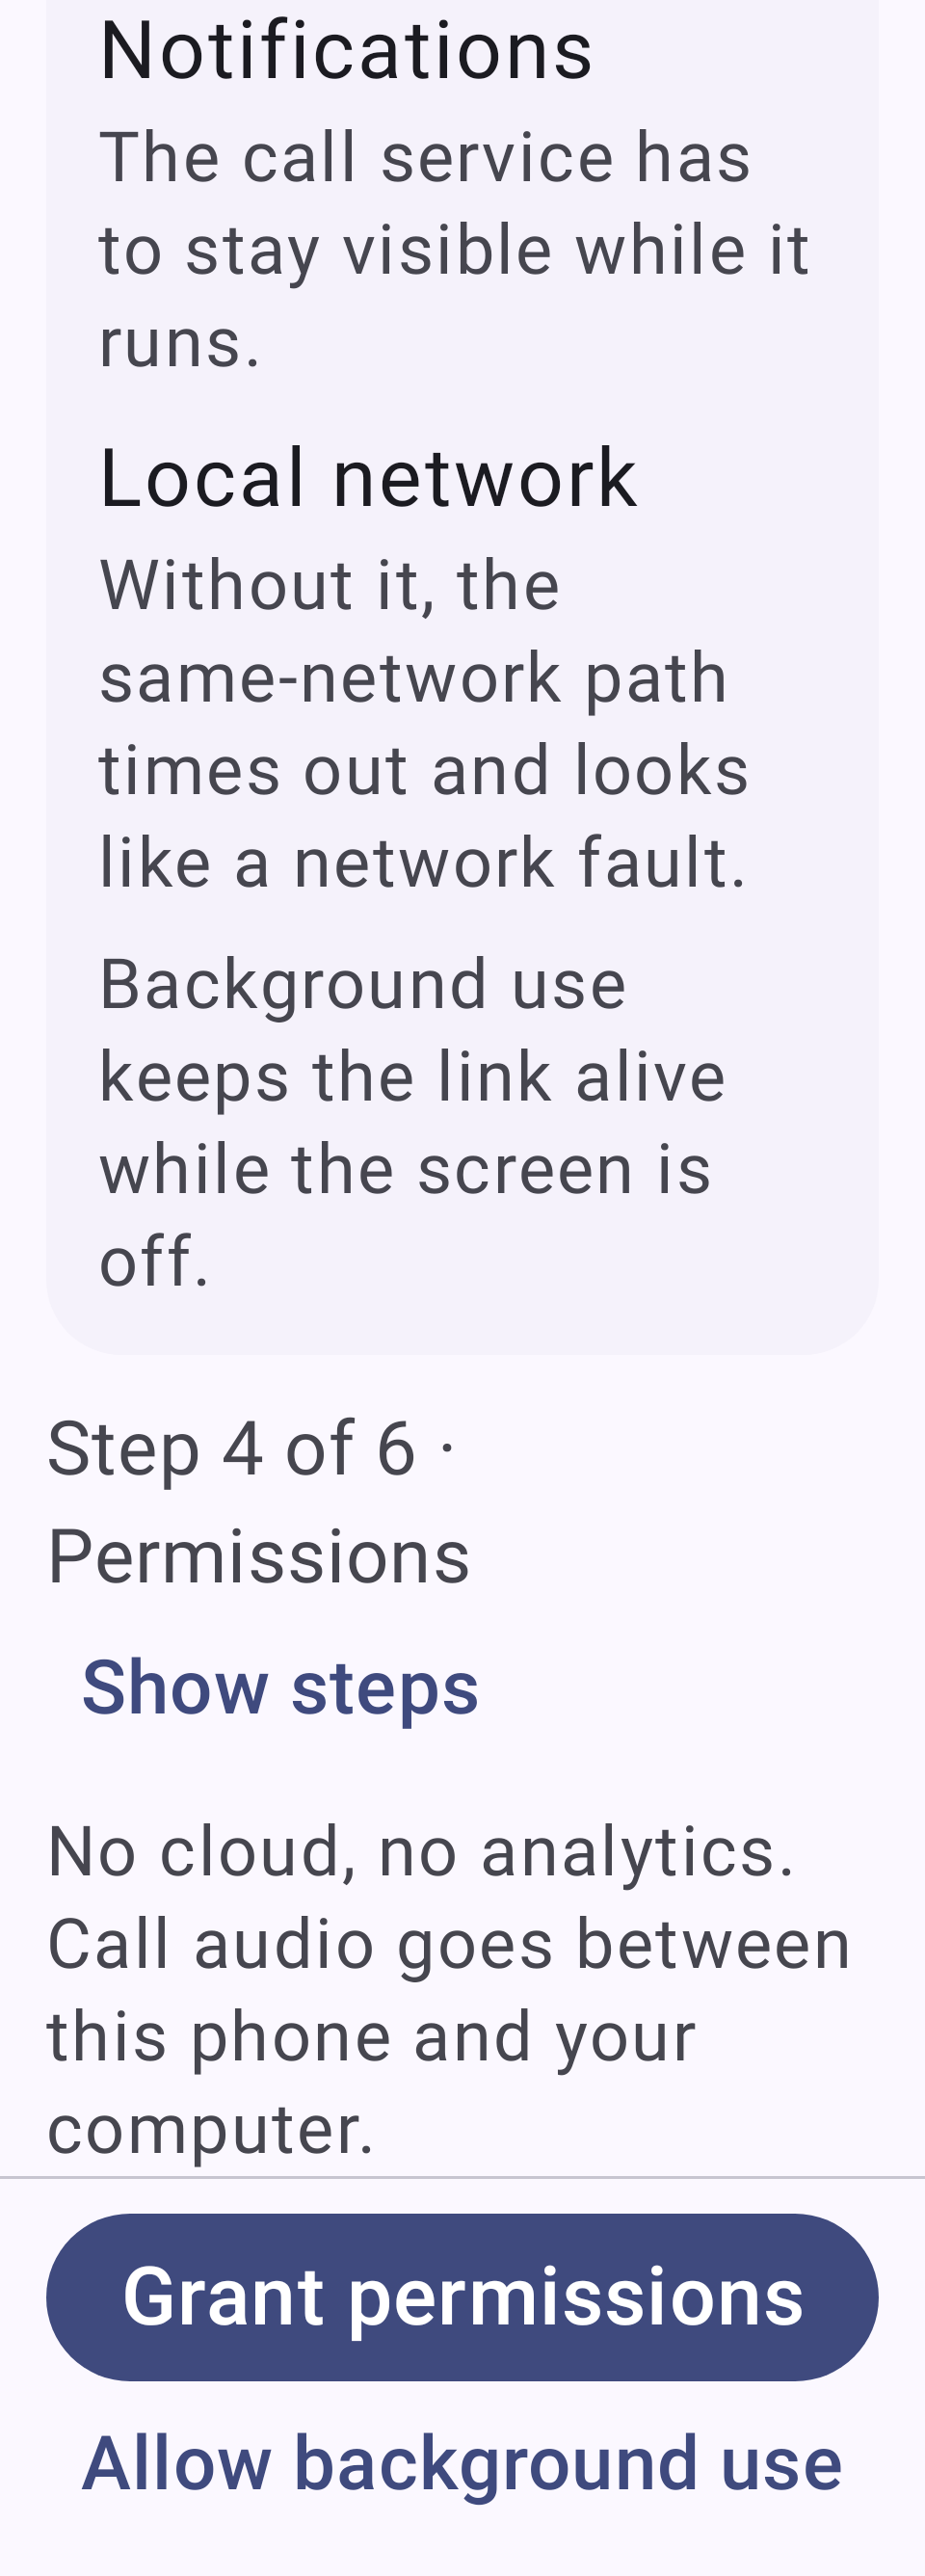 Notifications
The call service has
to stay visible while it
runs.
Local network
Without it, the
same-network path
times out and looks
like a network fault.
Background use
keeps the link alive
while the screen is
off.
Step 4 of 6 ·
Permissions
Show steps
No cloud, no analytics.
Call audio goes between
this phone and your
computer.
Grant permissions
Allow background use